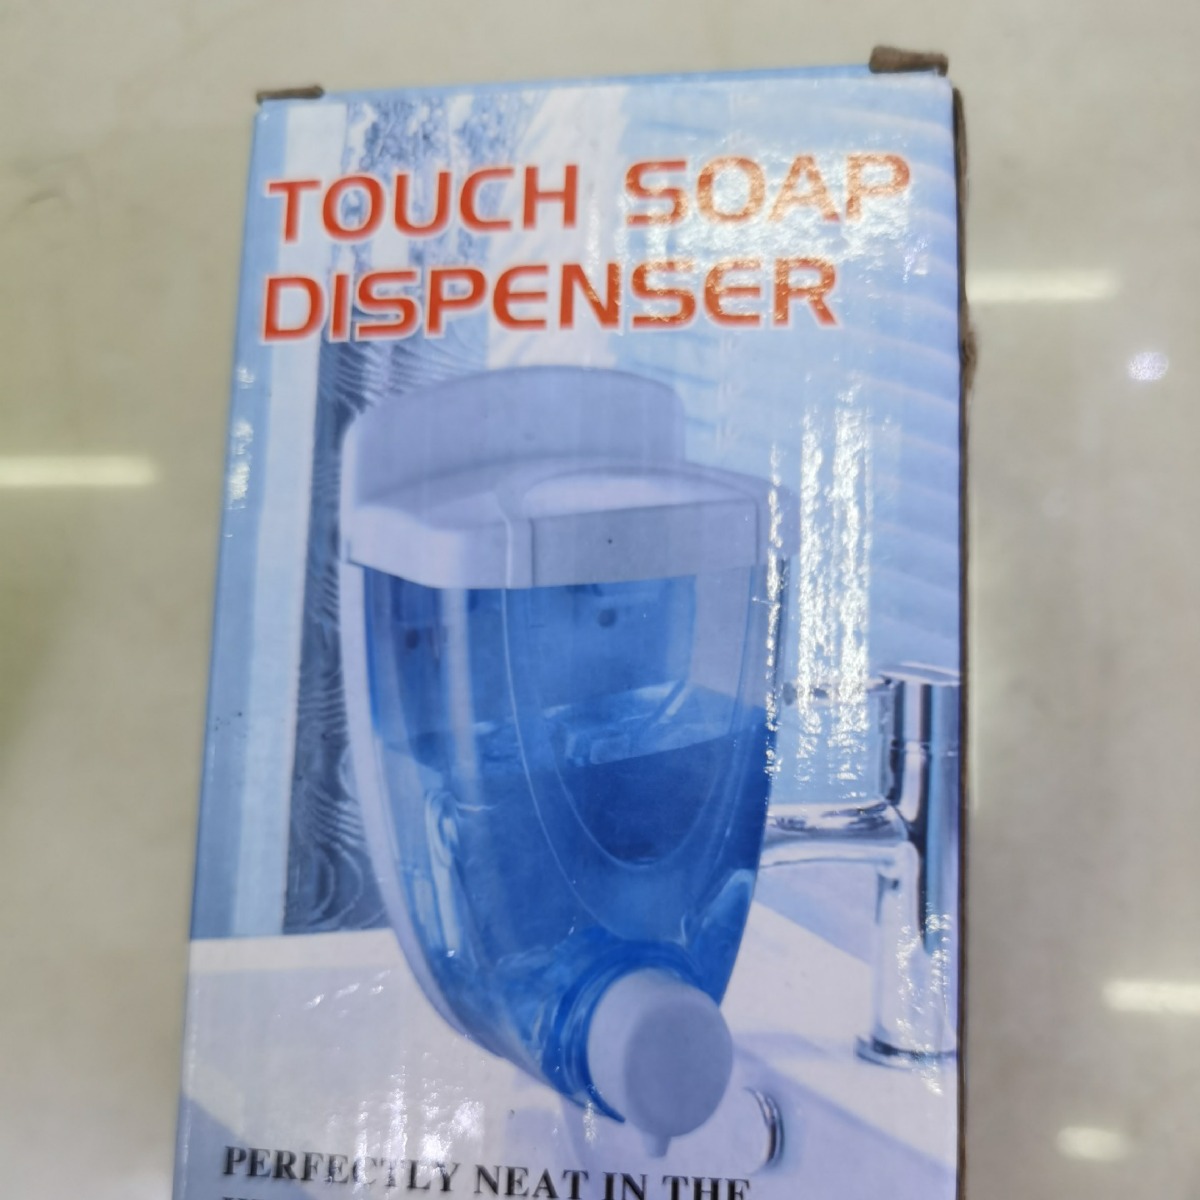 TOUCH SOAP
DISPENSER
PERFECTLY NEAT IN THE